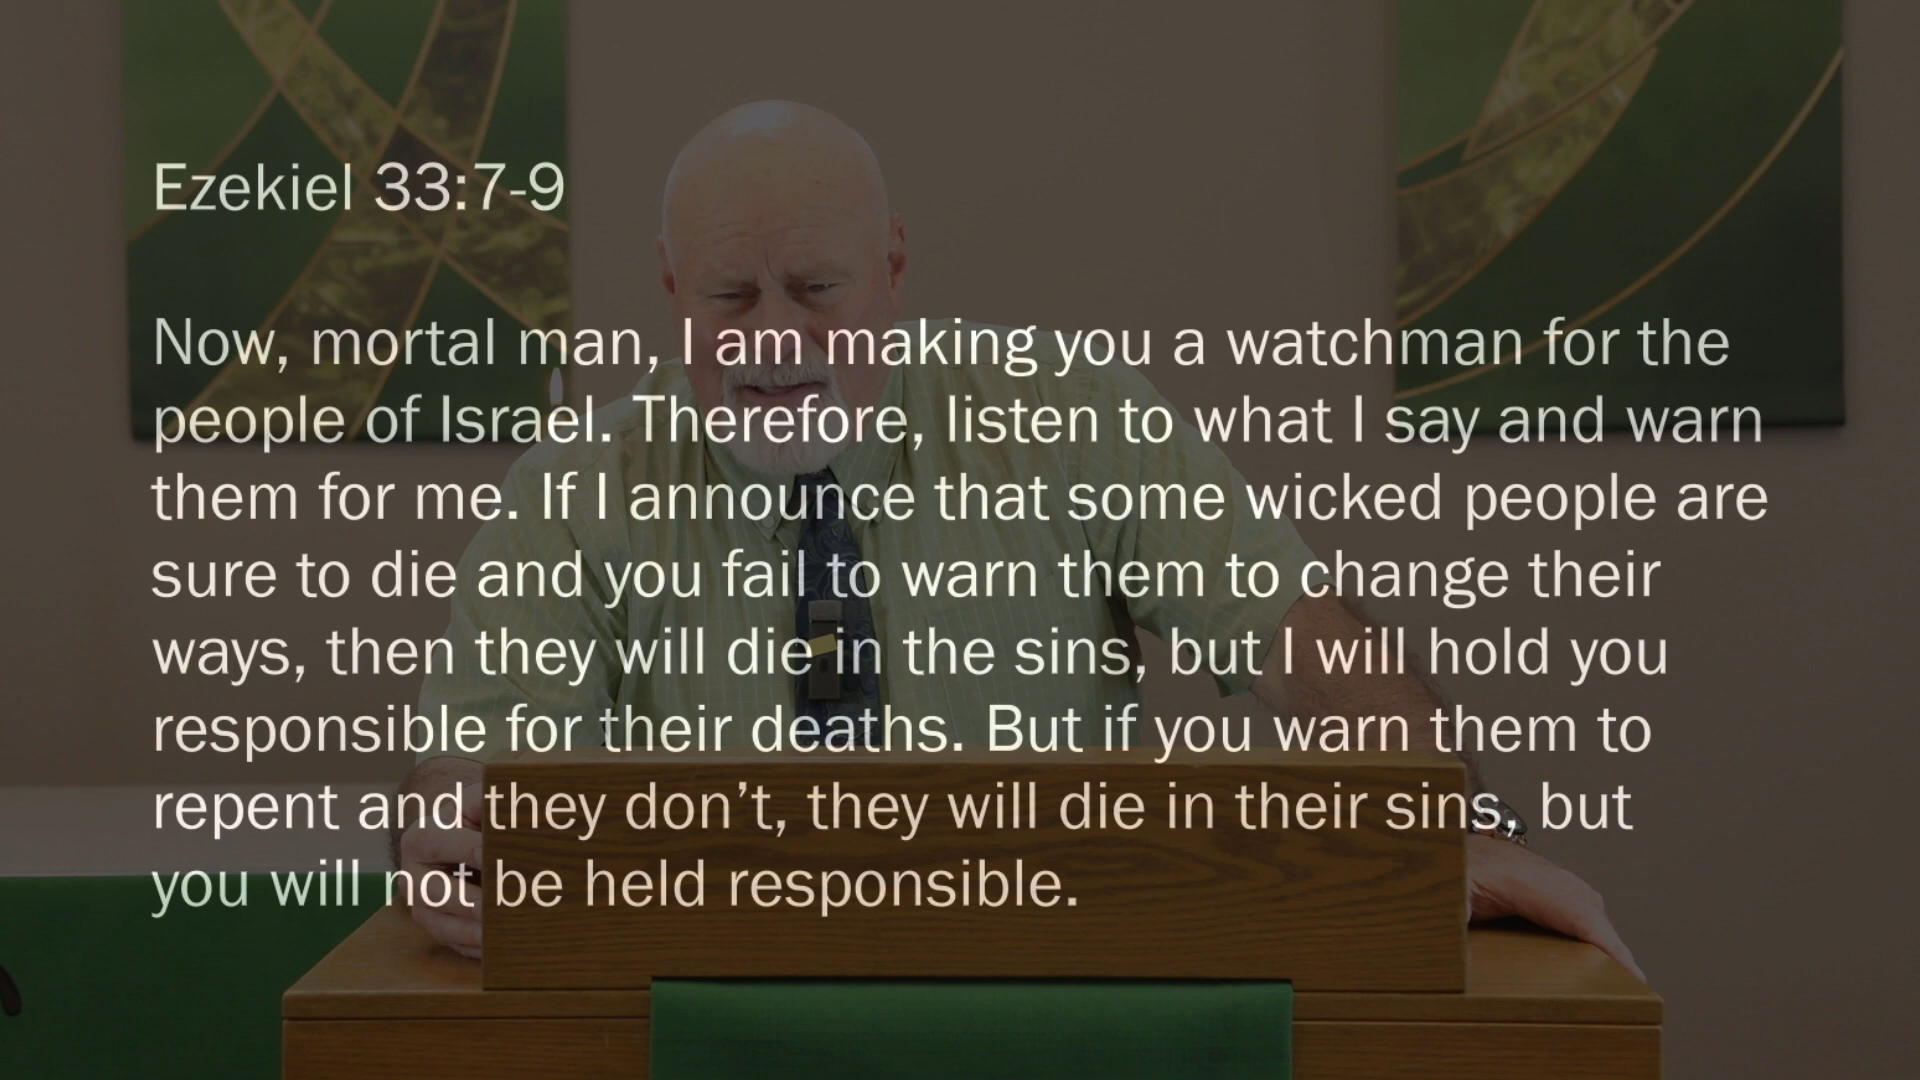 Ezekiel 33:7-9
Now, mortal man, I am making you a watchman for the
people of Israel. Therefore, listen to what I say and warn
them for me. If I announce that some wicked people are
sure to die and you fail to warn them to change their
ways, then they will die in the sins, but I will hold you
responsible for their deaths. But if you warn them to
repent and they don’t, they will die in their sins, but
you will not be held responsible.